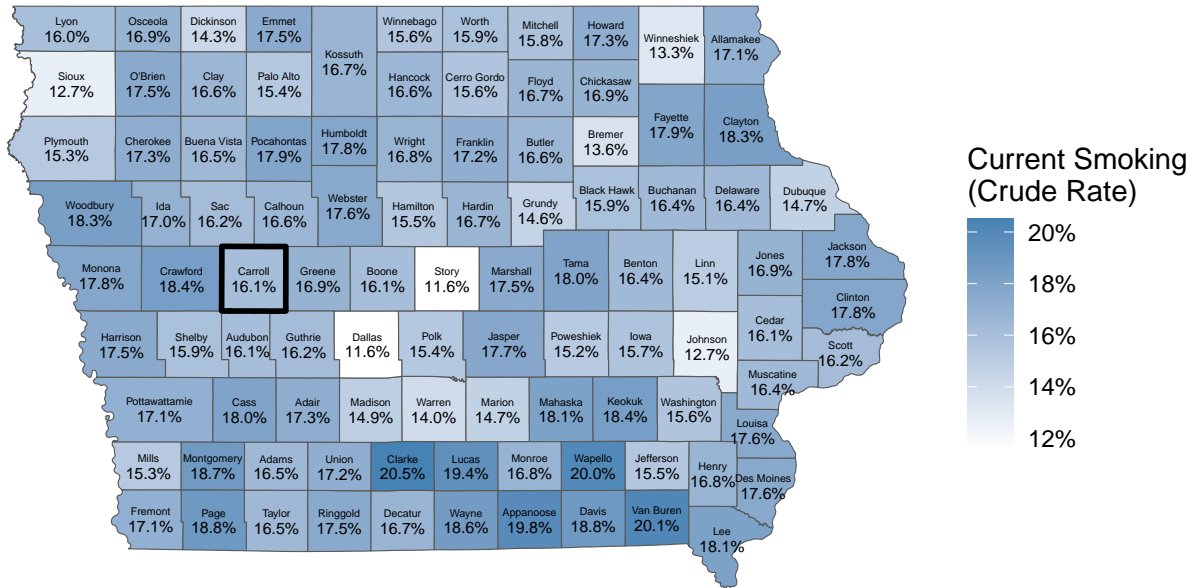 Lyon
16.0%
Osceola
16.9%
Dickinson
14.3%
Emmet
17.5%
Kossuth
16.7%
Winnebago
15.6%
Worth
15.9%
Mitchell
15.8%
Howard
17.3%
Winneshiek
13.3%
Allamakee
17.1%
Sioux
12.7%
O'Brien
17.5%
Clay
16.6%
Palo Alto
15.4%
Hancock
16.6%
Cerro Gordo
15.6%
Floyd
16.7%
Chickasaw
16.9%
Fayette
17.9%
Clayton
18.3%
Plymouth
15.3%
Cherokee
17.3%
Buena Vista
16.5%
Pocahontas
17.9%
Humboldt
17.8%
Wright
16.8%
Franklin
17.2%
Butler
16.6%
Bremer
13.6%
Woodbury
18.3%
Ida
17.0%
Sac
16.2%
Calhoun
16.6%
Webster
17.6%
Hamilton
15.5%
Hardin
16.7%
Grundy
14.6%
Black Hawk
15.9%
Buchanan
16.4%
Delaware
16.4%
Dubuque
14.7%
Monona
17.8%
Crawford
18.4%
Carroll
16.1%
Greene
16.9%
Boone
16.1%
Story
11.6%
Marshall
17.5%
Tama
18.0%
Benton
16.4%
Linn
15.1%
Jones
16.9%
Jackson
17.8%
Clinton
17.8%
Harrison
17.5%
Shelby
15.9%
Audubon
16.1%
Guthrie
16.2%
Dallas
11.6%
Polk
15.4%
Jasper
17.7%
Poweshiek
15.2%
Iowa
15.7%
Johnson
12.7%
Cedar
16.1%
Scott
16.2%
Muscatine
16.4%
Pottawattamie
17.1%
Cass
18.0%
Adair
17.3%
Madison
14.9%
Warren
14.0%
Marion
14.7%
Mahaska
18.1%
Keokuk
18.4%
Washington
15.6%
Louisa
17.6%
Mills
15.3%
Montgomery
18.7%
Adams
16.5%
Union
17.2%
Clarke
20.5%
Lucas
19.4%
Monroe
16.8%
Wapello
20.0%
Jefferson
15.5%
Henry
16.8%
Des Moines
17.6%
Fremont
17.1%
Page
18.8%
Taylor
16.5%
Ringgold
17.5%
Decatur
16.7%
Wayne
18.6%
Appanoose
19.8%
Davis
18.8%
Van Buren
20.1%
Lee
18.1%
Current Smoking
(Crude Rate)
20%
18%
16%
14%
12%